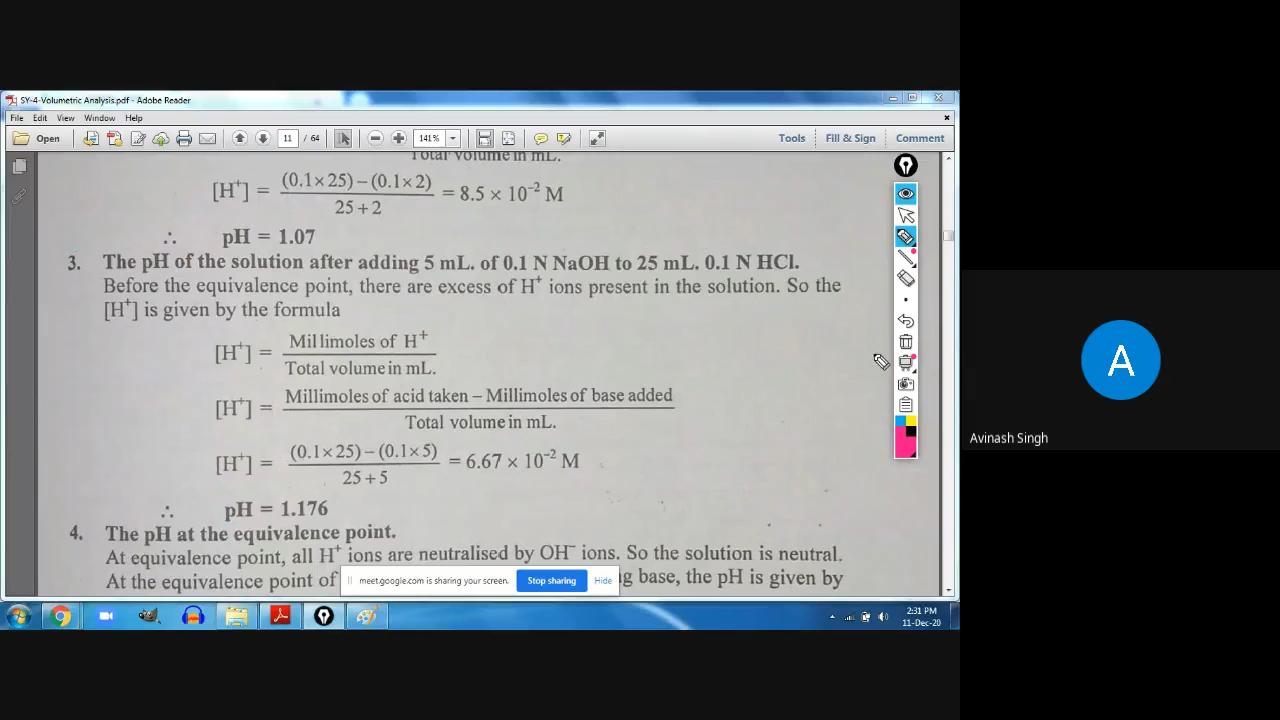 SY-4-Volumetric Analysis.pdf - Adobe Reader
File Edit View Window Help
Open 11 / 64 141% Tools Fill & Sign Comment
Total volume in mL.
[H⁺] = (0.1×25) − (0.1×2) / 25 + 2 = 8.5 × 10⁻² M
∴ pH = 1.07
3. The pH of the solution after adding 5 mL. of 0.1 N NaOH to 25 mL. 0.1 N HCl.
Before the equivalence point, there are excess of H⁺ ions present in the solution. So the
[H⁺] is given by the formula
[H⁺] = Millimoles of H⁺ / Total volume in mL.
[H⁺] = Millimoles of acid taken − Millimoles of base added / Total volume in mL.
[H⁺] = (0.1×25) − (0.1×5) / 25 + 5 = 6.67 × 10⁻² M
∴ pH = 1.176
4. The pH at the equivalence point.
At equivalence point, all H⁺ ions are neutralised by OH⁻ ions. So the solution is neutral.
At the equivalence point of base, the pH is given by
meet.google.com is sharing your screen. Stop sharing Hide
2:31 PM
11-Dec-20
A
Avinash Singh